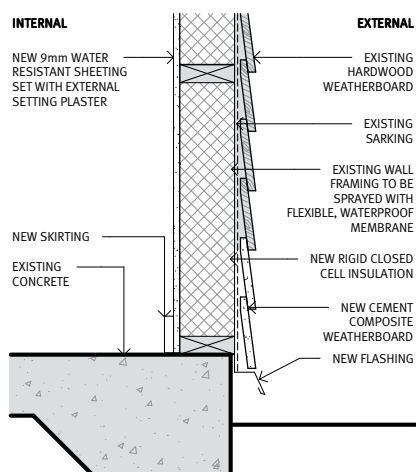 INTERNAL
NEW 9mm WATER
RESISTANT SHEETING
SET WITH EXTERNAL
SETTING PLASTER
NEW SKIRTING
EXISTING
CONCRETE
EXTERNAL
EXISTING
HARDWOOD
WEATHERBOARD
EXISTING
SARKING
EXISTING WALL
FRAMING TO BE
SPRAYED WITH
FLEXIBLE, WATERPROOF
MEMBRANE
NEW RIGID CLOSED
CELL INSULATION
NEW CEMENT
COMPOSITE
WEATHERBOARD
NEW FLASHING